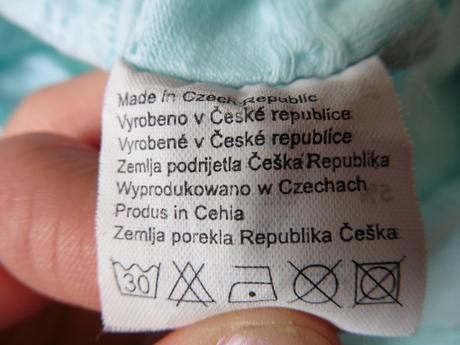 Made in Czech Republic
Vyrobeno v České republice
Vyrobené v České republice
Zemlja podrijetla Češka Republika
Wyprodukowano w Czechach
Produs in Cehia
Zemlja porekla Republika Češka
30